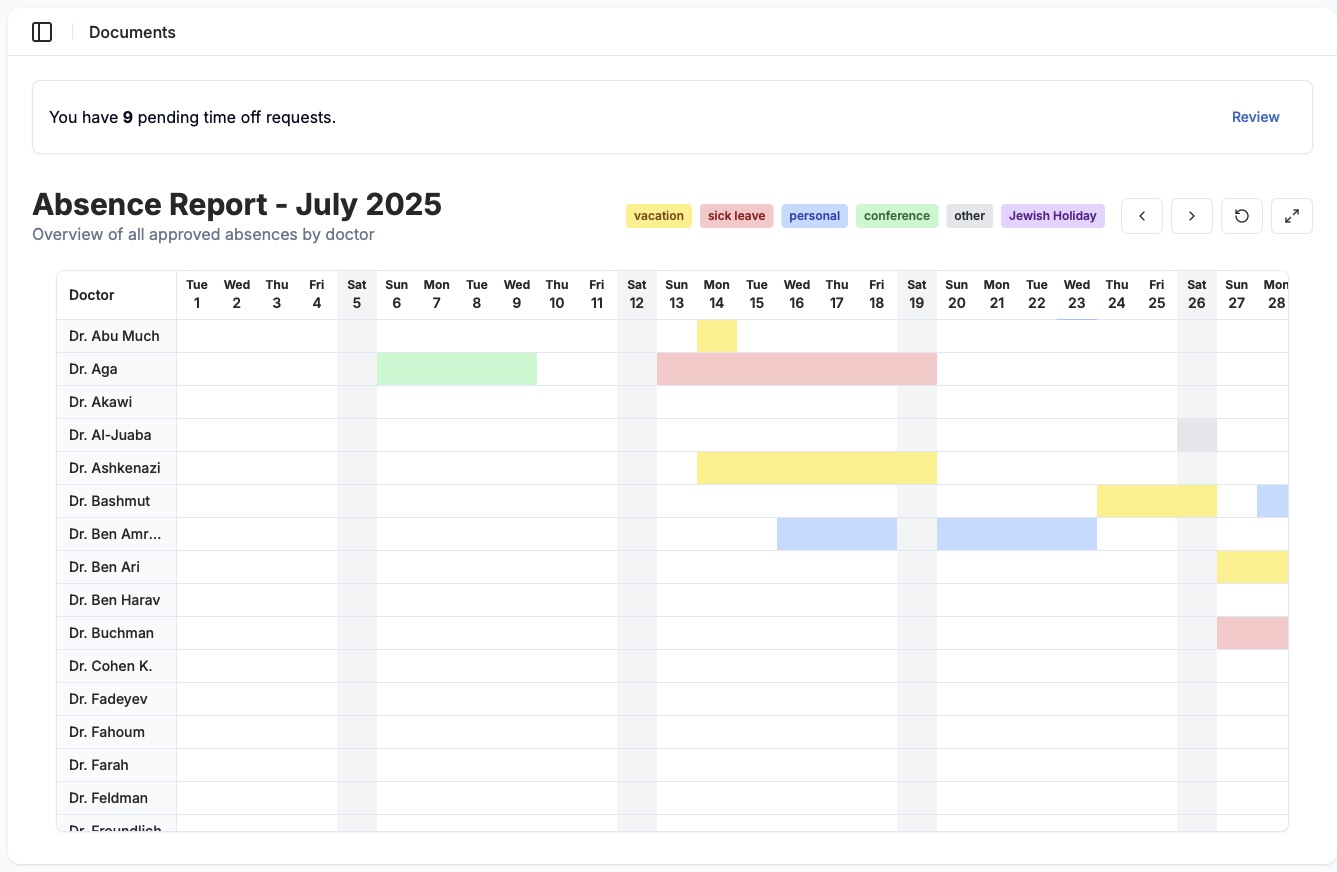 Documents
You have 9 pending time off requests.
Review
Absence Report - July 2025
Overview of all approved absences by doctor
vacation
sick leave
personal
conference
other
Jewish Holiday
Doctor
Tue Wed Thu Fri Sat Sun Mon Tue Wed Thu Fri Sat Sun Mon Tue Wed Thu Fri Sat Sun Mon Tue Wed Thu Fri Sat Sun Mon
1 2 3 4 5 6 7 8 9 10 11 12 13 14 15 16 17 18 19 20 21 22 23 24 25 26 27 28
Dr. Abu Much
Dr. Aga
Dr. Akawi
Dr. Al-Juaba
Dr. Ashkenazi
Dr. Bashmut
Dr. Ben Amr...
Dr. Ben Ari
Dr. Ben Harav
Dr. Buchman
Dr. Cohen K.
Dr. Fadeyev
Dr. Fahoum
Dr. Farah
Dr. Feldman
Dr. Freundlich